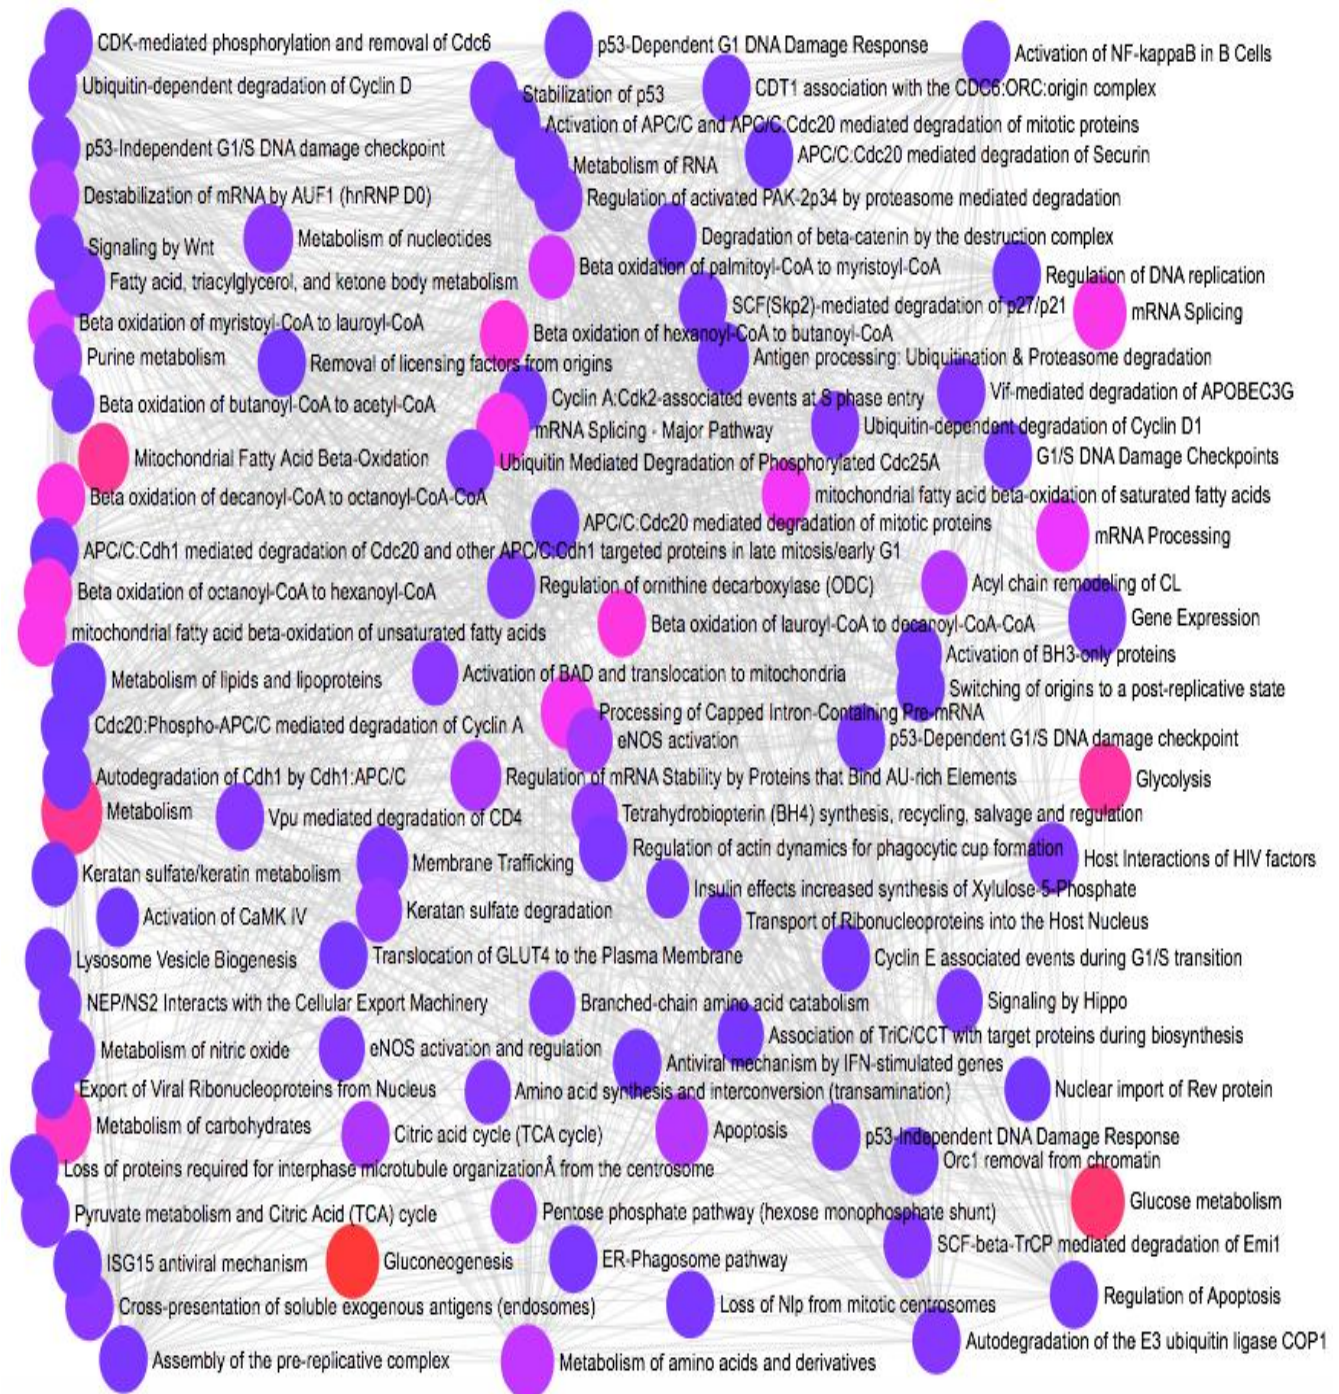 CDK-mediated phosphorylation and removal of Cdc6
p53-Dependent G1 DNA Damage Response
Activation of NF-kappaB in B Cells
Ubiquitin-dependent degradation of Cyclin D
Stabilization of p53
CDT1 association with the CDC6:ORC:origin complex
Activation of APC/C and APC/C:Cdc20 mediated degradation of mitotic proteins
p53-Independent G1/S DNA damage checkpoint
Metabolism of RNA
APC/C:Cdc20 mediated degradation of Securin
Destabilization of mRNA by AUF1 (hnRNP D0)
Regulation of activated PAK-2p34 by proteasome mediated degradation
Signaling by Wnt
Metabolism of nucleotides
Degradation of beta-catenin by the destruction complex
Fatty acid, triacylglycerol, and ketone body metabolism
Beta oxidation of palmitoyl-CoA to myristoyl-CoA
Regulation of DNA replication
SCF(Skp2)-mediated degradation of p27/p21
mRNA Splicing
Beta oxidation of myristoyl-CoA to lauroyl-CoA
Beta oxidation of hexanoyl-CoA to butanoyl-CoA
Purine metabolism
Removal of licensing factors from origins
Antigen processing: Ubiquitination & Proteasome degradation
Beta oxidation of butanoyl-CoA to acetyl-CoA
Cyclin A:Cdk2-associated events at S phase entry
Vif-mediated degradation of APOBEC3G
mRNA Splicing - Major Pathway
Ubiquitin-dependent degradation of Cyclin D1
Mitochondrial Fatty Acid Beta-Oxidation
Ubiquitin Mediated Degradation of Phosphorylated Cdc25A
G1/S DNA Damage Checkpoints
Beta oxidation of decanoyl-CoA to octanoyl-CoA-CoA
mitochondrial fatty acid beta-oxidation of saturated fatty acids
APC/C:Cdc20 mediated degradation of mitotic proteins
mRNA Processing
APC/C:Cdh1 mediated degradation of Cdc20 and other APC/C:Cdh1 targeted proteins in late mitosis/early G1
Beta oxidation of octanoyl-CoA to hexanoyl-CoA
Regulation of ornithine decarboxylase (ODC)
Acyl chain remodeling of CL
mitochondrial fatty acid beta-oxidation of unsaturated fatty acids
Beta oxidation of lauroyl-CoA to decanoyl-CoA-CoA
Gene Expression
Activation of BH3-only proteins
Metabolism of lipids and lipoproteins
Activation of BAD and translocation to mitochondria
Switching of origins to a post-replicative state
Cdc20:Phospho-APC/C mediated degradation of Cyclin A
Processing of Capped Intron-Containing Pre-mRNA
eNOS activation
p53-Dependent G1/S DNA damage checkpoint
Autodegradation of Cdh1 by Cdh1:APC/C
Regulation of mRNA Stability by Proteins that Bind AU-rich Elements
Glycolysis
Metabolism
Vpu mediated degradation of CD4
Tetrahydrobiopterin (BH4) synthesis, recycling, salvage and regulation
Keratan sulfate/keratin metabolism
Membrane Trafficking
Regulation of actin dynamics for phagocytic cup formation
Host Interactions of HIV factors
Insulin effects increased synthesis of Xylulose-5-Phosphate
Activation of CaMK IV
Keratan sulfate degradation
Transport of Ribonucleoproteins into the Host Nucleus
Lysosome Vesicle Biogenesis
Translocation of GLUT4 to the Plasma Membrane
Cyclin E associated events during G1/S transition
NEP/NS2 Interacts with the Cellular Export Machinery
Branched-chain amino acid catabolism
Signaling by Hippo
Association of TriC/CCT with target proteins during biosynthesis
Metabolism of nitric oxide
eNOS activation and regulation
Antiviral mechanism by IFN-stimulated genes
Export of Viral Ribonucleoproteins from Nucleus
Amino acid synthesis and interconversion (transamination)
Nuclear import of Rev protein
Metabolism of carbohydrates
Citric acid cycle (TCA cycle)
Apoptosis
p53-Independent DNA Damage Response
Orc1 removal from chromatin
Loss of proteins required for interphase microtubule organizationÂ from the centrosome
Glucose metabolism
Pyruvate metabolism and Citric Acid (TCA) cycle
Pentose phosphate pathway (hexose monophosphate shunt)
SCF-beta-TrCP mediated degradation of Emi1
ISG15 antiviral mechanism
Gluconeogenesis
ER-Phagosome pathway
Regulation of Apoptosis
Cross-presentation of soluble exogenous antigens (endosomes)
Loss of Nlp from mitotic centrosomes
Autodegradation of the E3 ubiquitin ligase COP1
Assembly of the pre-replicative complex
Metabolism of amino acids and derivatives